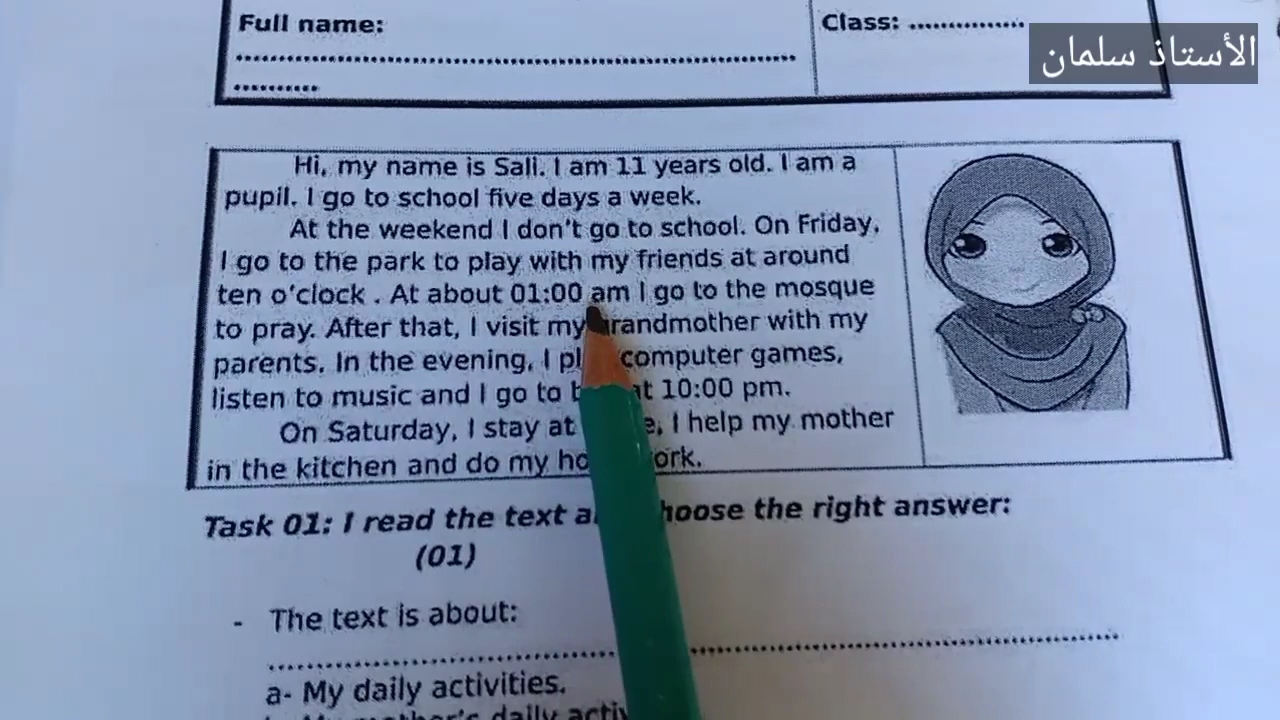 Full name:
Class: ...............
الأستاذ سلمان
Hi, my name is Sali. I am 11 years old. I am a
pupil. I go to school five days a week.
At the weekend I don't go to school. On Friday,
I go to the park to play with my friends at around
ten o'clock . At about 01:00 am I go to the mosque
to pray. After that, I visit my randmother with my
parents. In the evening, I pl computer games,
listen to music and I go to b at 10:00 pm.
On Saturday, I stay at e, I help my mother
in the kitchen and do my ho ork.
Task 01: I read the text a hoose the right answer:
(01)
- The text is about:
a- My daily activities.